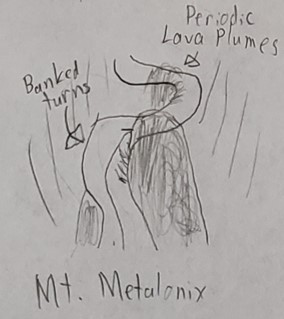 Periodic
Lava Plumes
Banked
turns
Mt. Metalonix